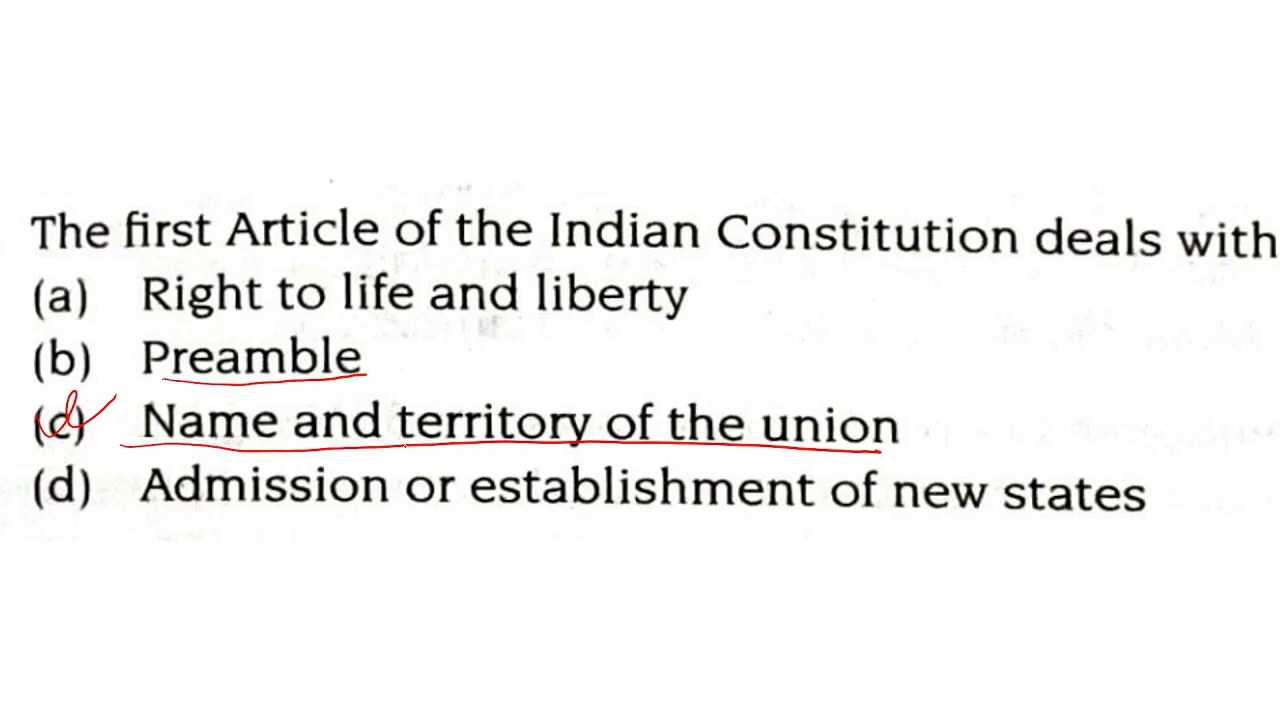 The first Article of the Indian Constitution deals with
(a) Right to life and liberty
(b) Preamble
(c) Name and territory of the union
(d) Admission or establishment of new states